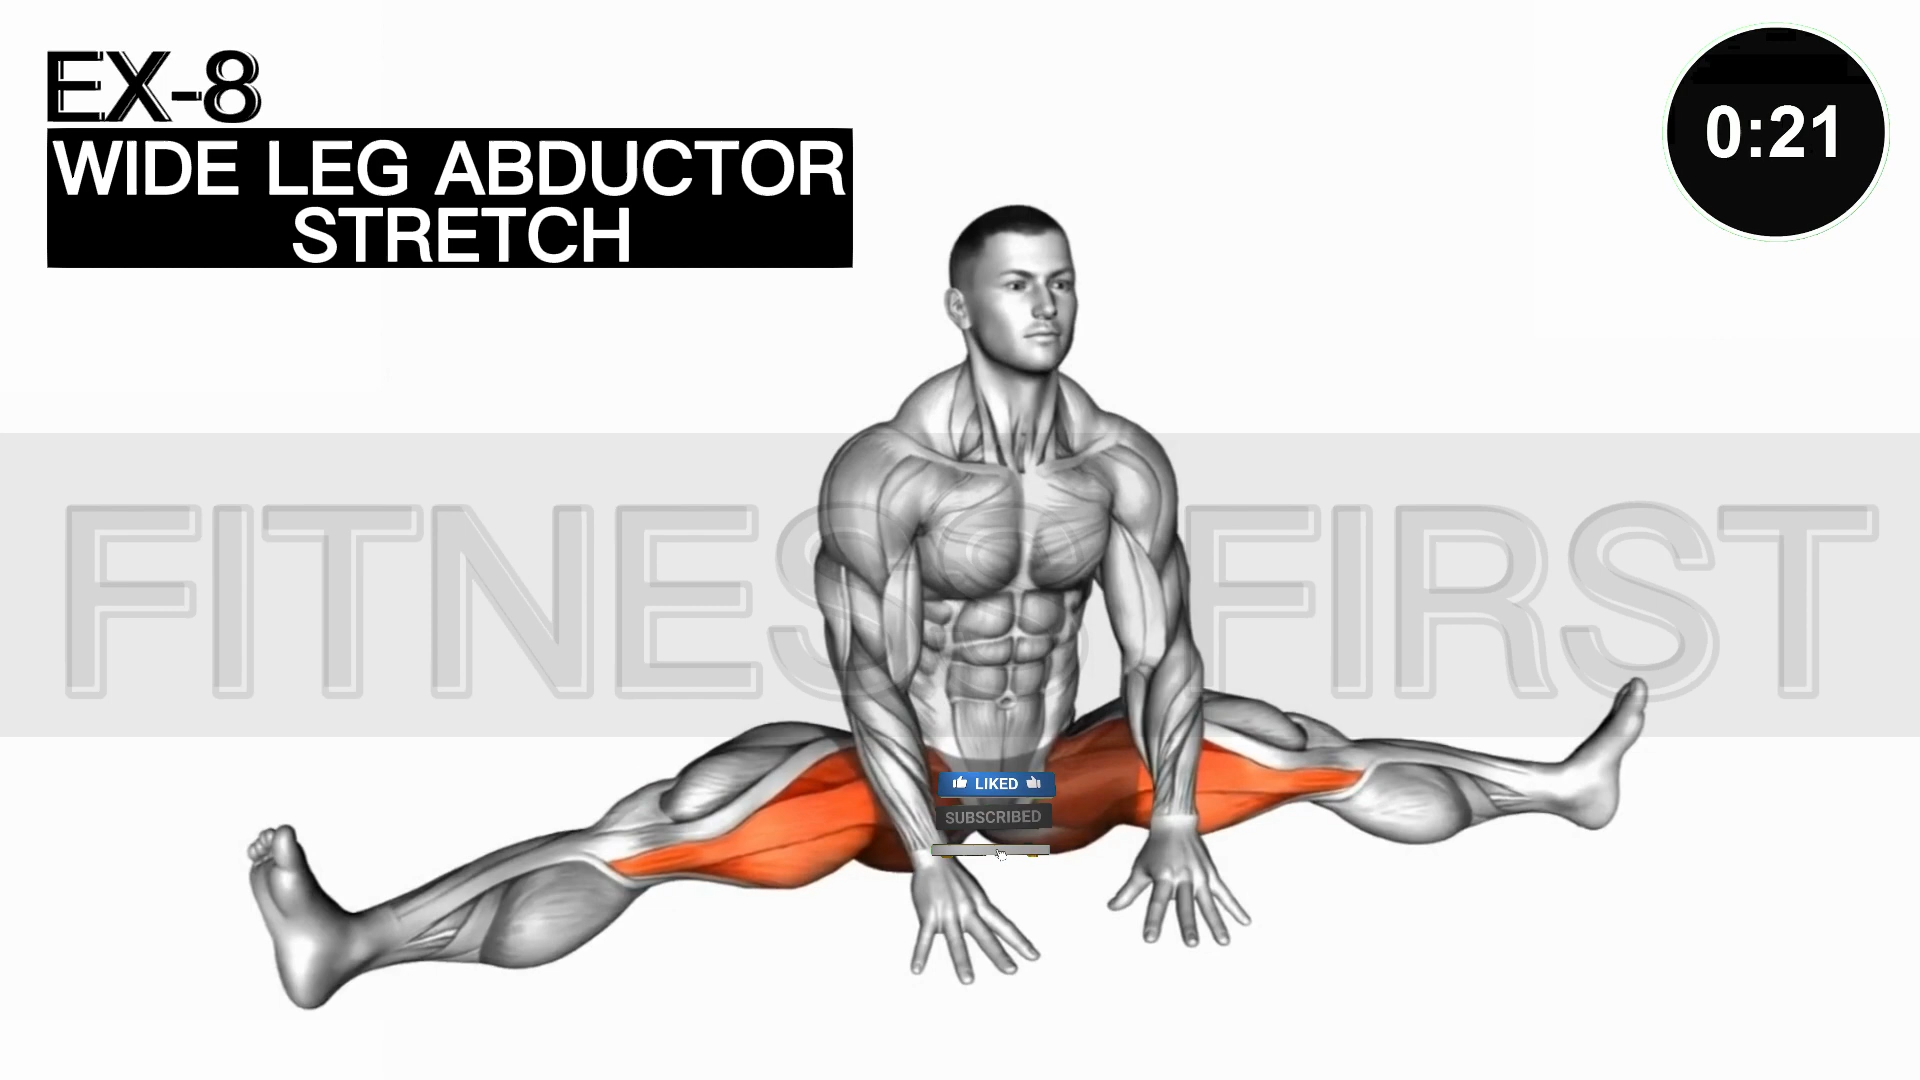 EX-8
WIDE LEG ABDUCTOR
STRETCH
0:21
FITNESS FIRST
LIKED
SUBSCRIBED